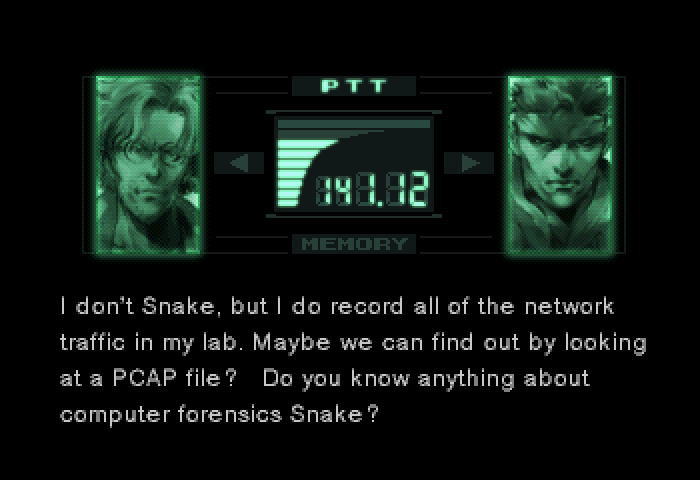 PTT
141.12
MEMORY
I don't Snake, but I do record all of the network
traffic in my lab. Maybe we can find out by looking
at a PCAP file? Do you know anything about
computer forensics Snake?